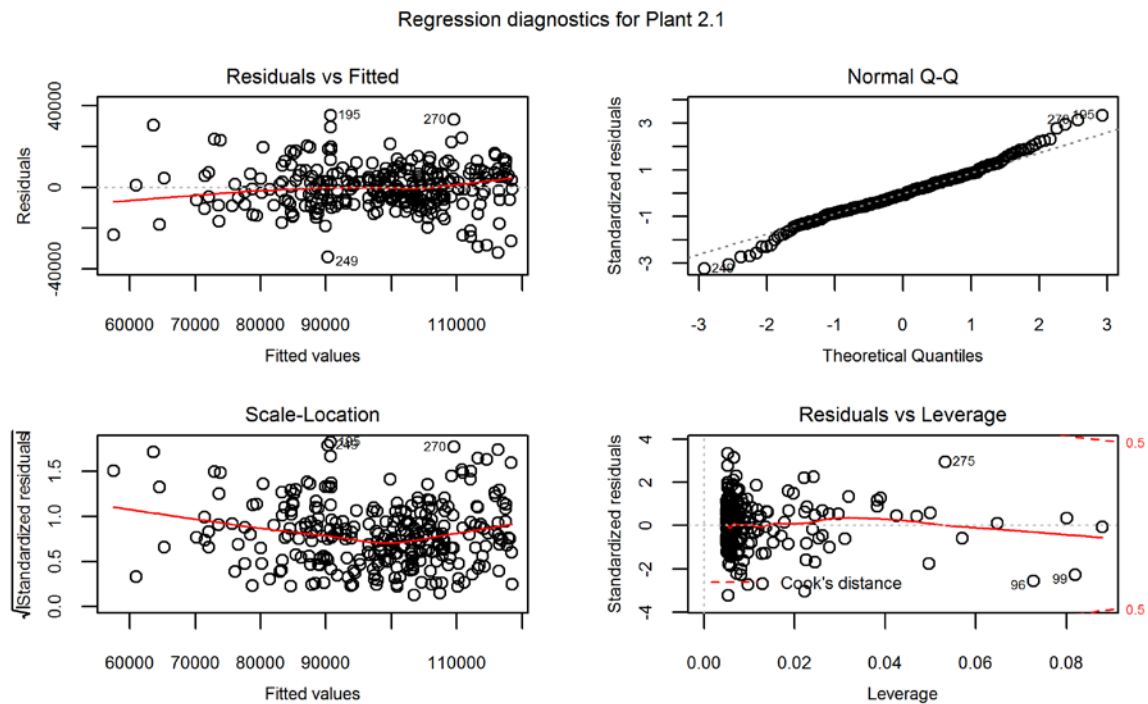 Regression diagnostics for Plant 2.1
Residuals vs Fitted
Residuals
40000
0
-40000
195
270
249
60000 70000 80000 90000 110000
Fitted values
Normal Q-Q
Standardized residuals
3
1
-1
-3
270 195
249
-3 -2 -1 0 1 2 3
Theoretical Quantiles
Scale-Location
√|Standardized residuals|
1.5
1.0
0.5
0.0
195
249
270
60000 70000 80000 90000 110000
Fitted values
Residuals vs Leverage
Standardized residuals
4
2
0
-2
-4
275
96
99
Cook's distance
0.5
0.5
0.00 0.02 0.04 0.06 0.08
Leverage